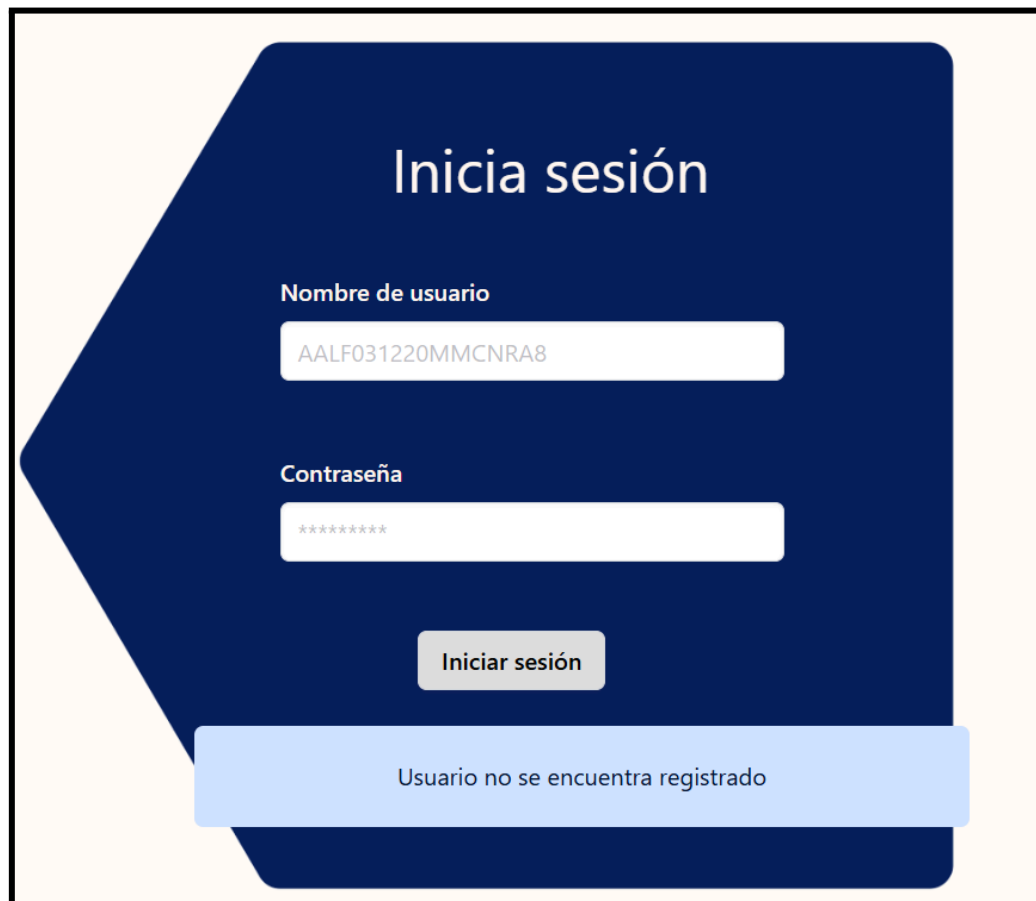 Inicia sesión
Nombre de usuario
AALF031220MMCNRA8
Contraseña
*********
Iniciar sesión
Usuario no se encuentra registrado